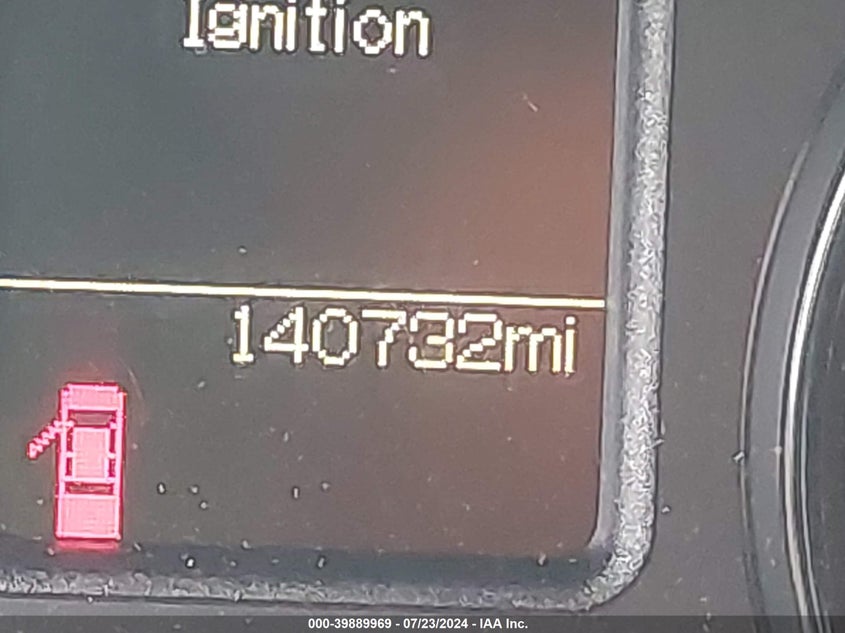 Ignition
140732mi
000-39889969 - 07/23/2024 - IAA Inc.